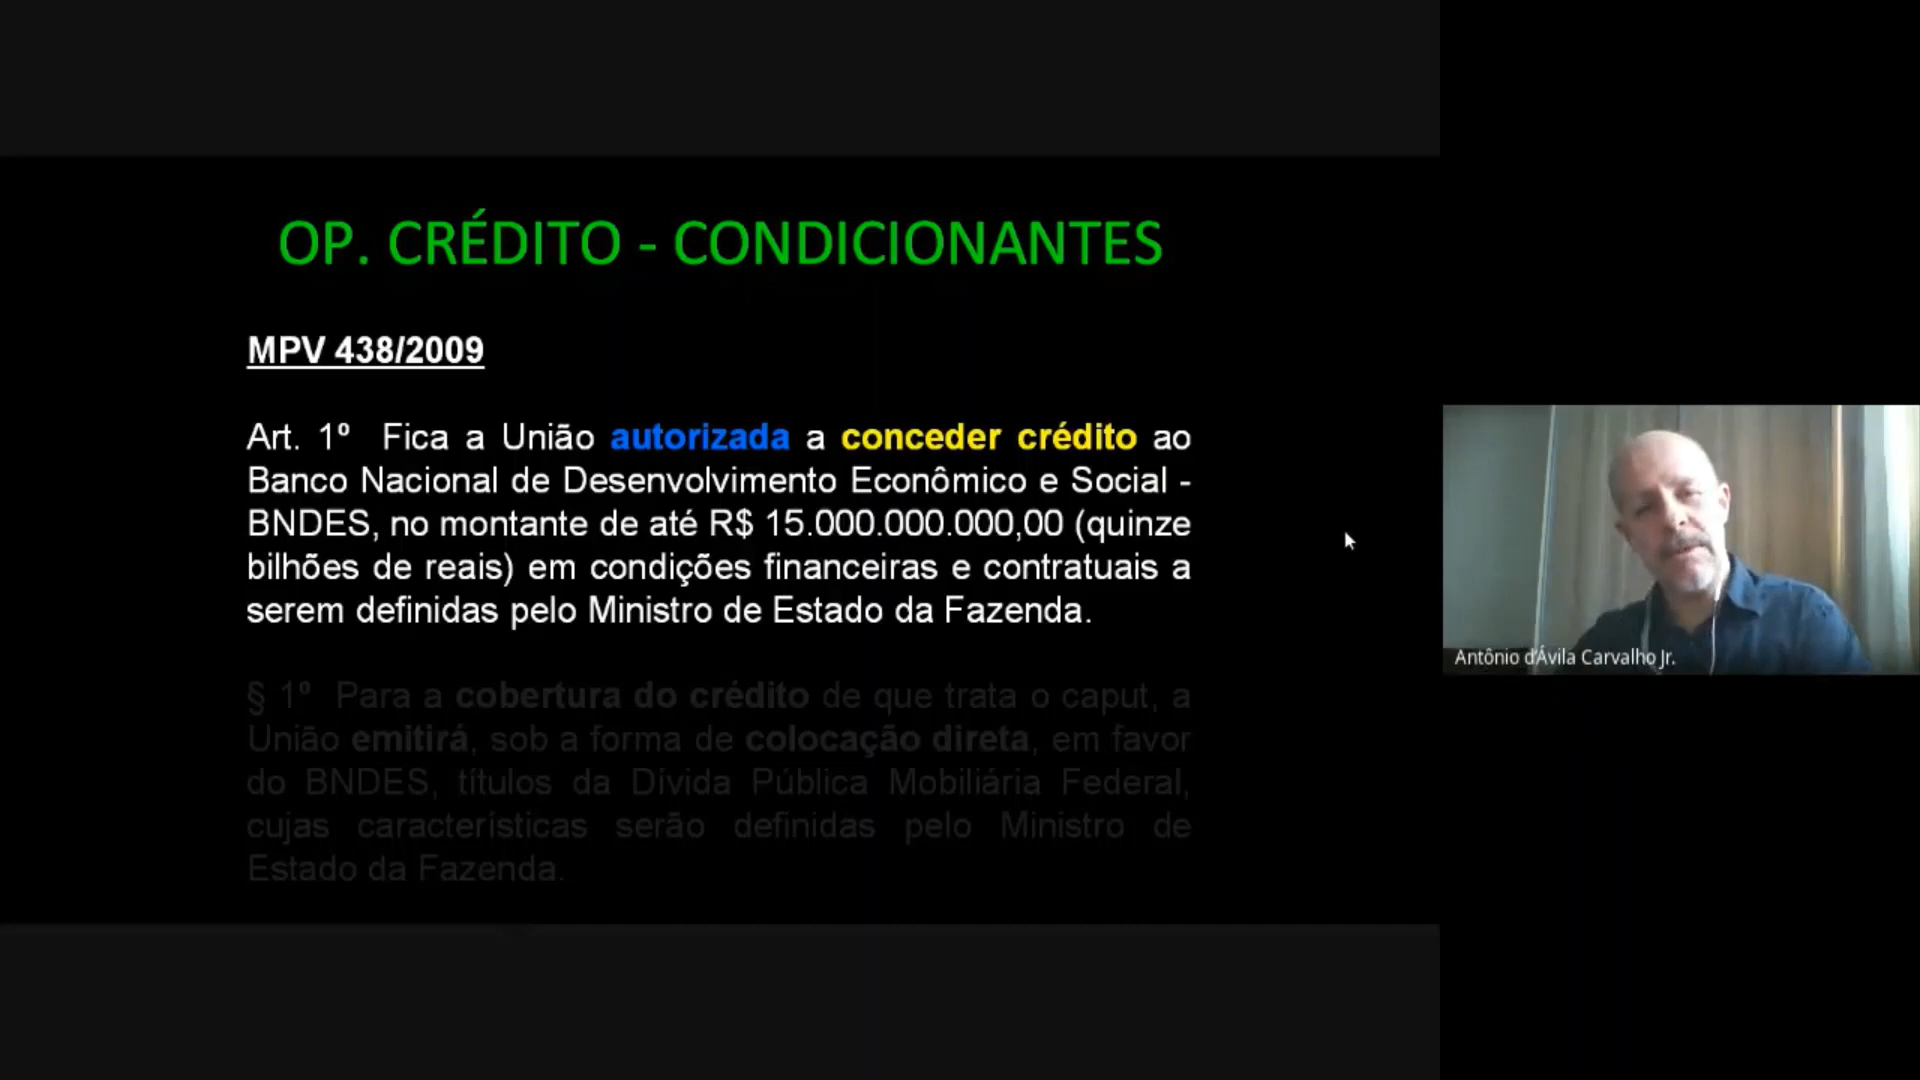 OP. CRÉDITO - CONDICIONANTES
MPV 438/2009
Art. 1º Fica a União autorizada a conceder crédito ao
Banco Nacional de Desenvolvimento Econômico e Social -
BNDES, no montante de até R$ 15.000.000.000,00 (quinze
bilhões de reais) em condições financeiras e contratuais a
serem definidas pelo Ministro de Estado da Fazenda.
§ 1º Para a cobertura do crédito de que trata o caput, a
União emitirá, sob a forma de colocação direta, em favor
do BNDES, títulos da Dívida Pública Mobiliária Federal,
cujas características serão definidas pelo Ministro de
Estado da Fazenda.
Antônio d'Ávila Carvalho Jr.